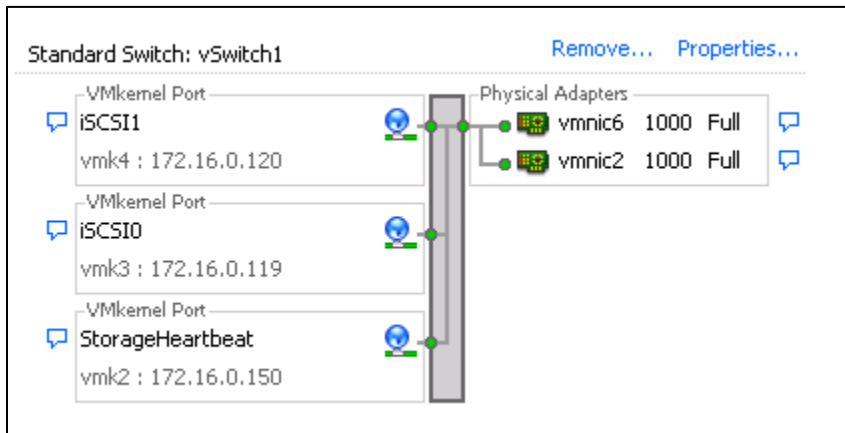 Standard Switch: vSwitch1 Remove... Properties...
VMkernel Port
iSCSI1
vmk4 : 172.16.0.120
VMkernel Port
iSCSI0
vmk3 : 172.16.0.119
VMkernel Port
StorageHeartbeat
vmk2 : 172.16.0.150
Physical Adapters
vmnic6 1000 Full
vmnic2 1000 Full